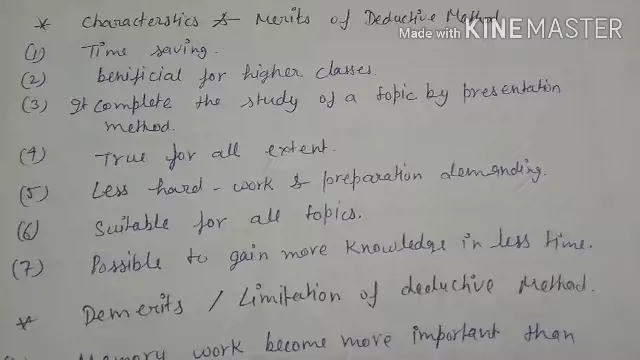 * Characterstics & Merits of Deductive Method
Made with KINEMASTER
(1) Time saving.
(2) benificial for higher classes.
(3) It complete the study of a topic by presentation
method.
(4) True for all extent.
(5) Less hard-work & preparation demanding.
(6) Suitable for all topics.
(7) Possible to gain more knowledge in less time.
* Demerits / Limitation of deductive Method.
Memory work become more important than